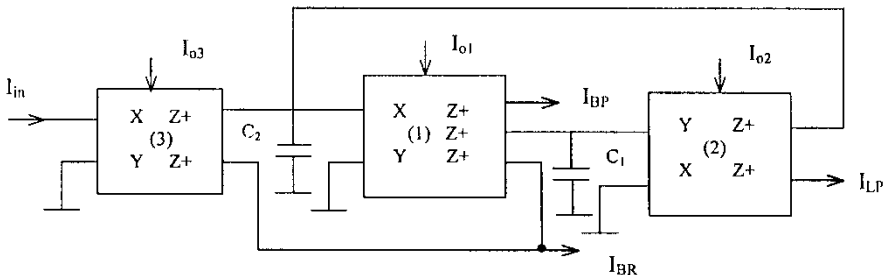 I_in
I_o3
X Z+
(3)
Y Z+
C_2
I_o1
X Z+
(1) Z+
Y Z+
I_BP
C_1
I_o2
Y Z+
(2)
X Z+
I_LP
I_BR